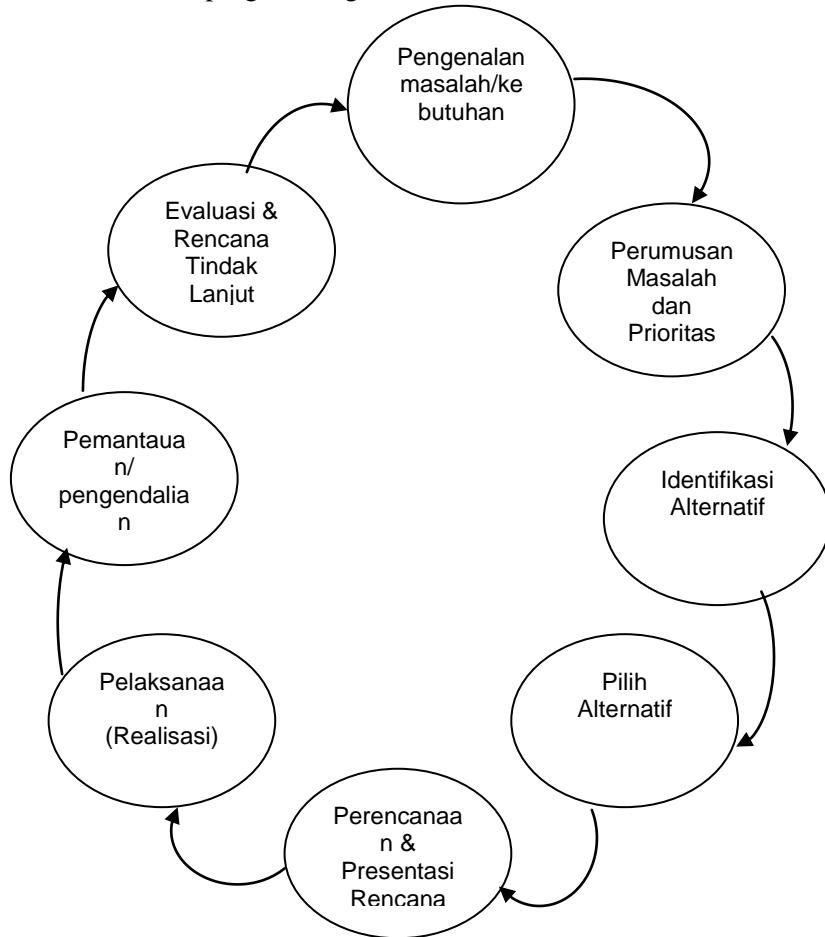 Pengenalan
masalah/ke
butuhan
Perumusan
Masalah
dan
Prioritas
Identifikasi
Alternatif
Pilih
Alternatif
Perencanaa
n &
Presentasi
Rencana
Pelaksanaa
n
(Realisasi)
Pemantaua
n/
pengendalia
n
Evaluasi &
Rencana
Tindak
Lanjut